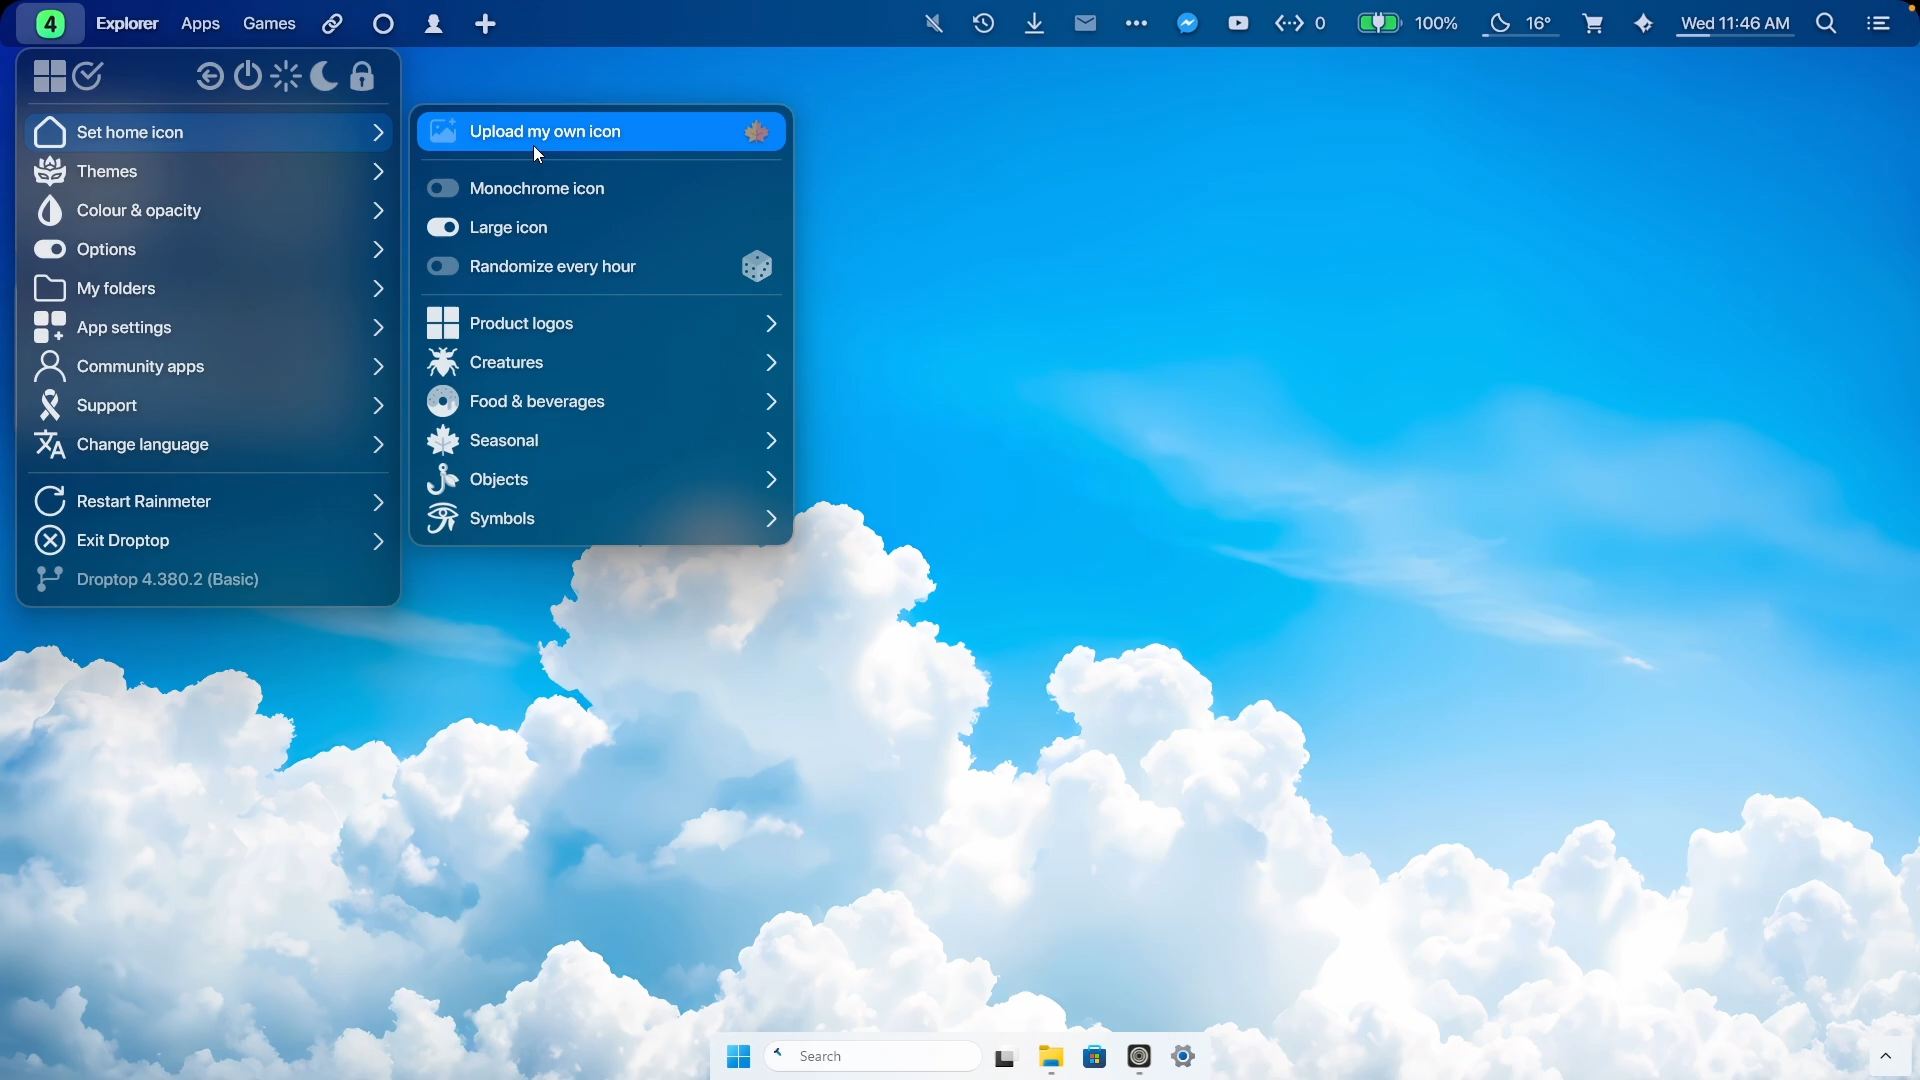 4 Explorer Apps Games 0 100% 16° Wed 11:46 AM
Set home icon
Themes
Colour & opacity
Options
My folders
App settings
Community apps
Support
Change language
Restart Rainmeter
Exit Droptop
Droptop 4.380.2 (Basic)
Upload my own icon
Monochrome icon
Large icon
Randomize every hour
Product logos
Creatures
Food & beverages
Seasonal
Objects
Symbols
Search